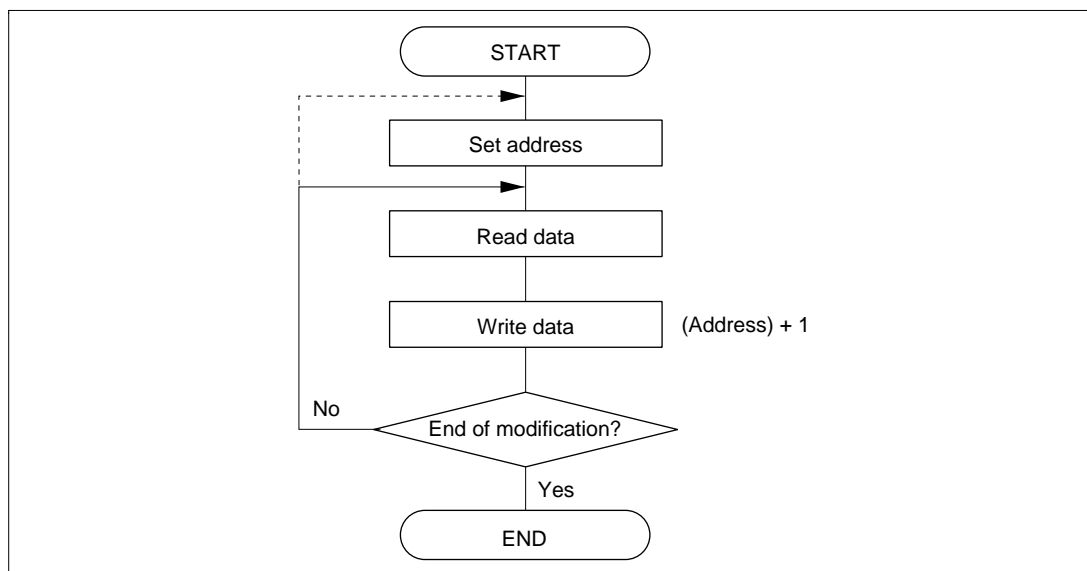 START
Set address
Read data
Write data
(Address) + 1
End of modification?
No
Yes
END